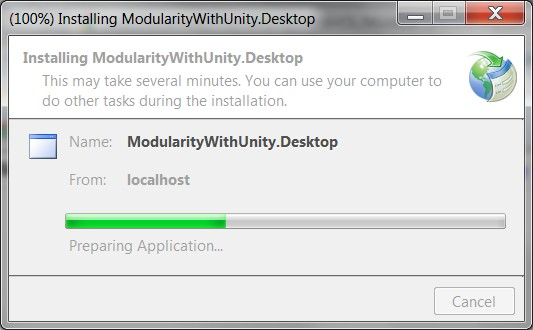 (100%) Installing ModularityWithUnity.Desktop
Installing ModularityWithUnity.Desktop
This may take several minutes. You can use your computer to
do other tasks during the installation.
Name: ModularityWithUnity.Desktop
From: localhost
Preparing Application...
Cancel